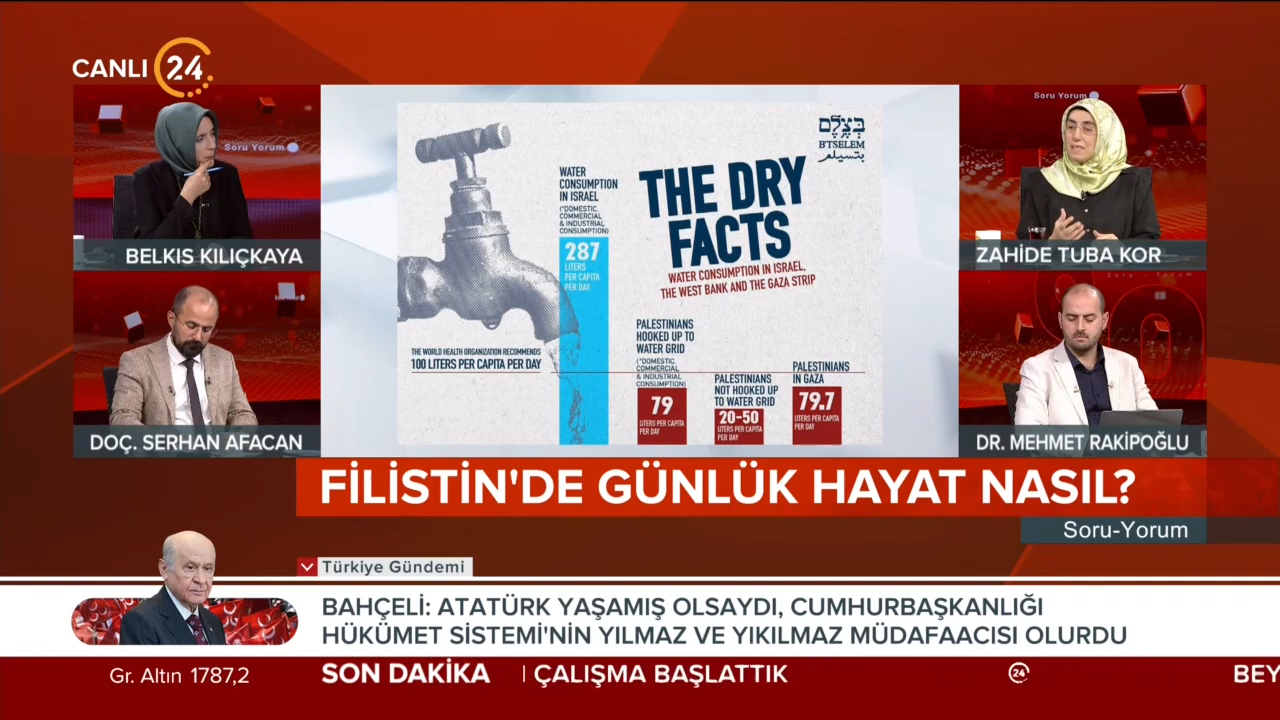 CANLI 24
Soru Yorum
BELKIS KILIÇKAYA
DOÇ. SERHAN AFACAN
בצלם
B'TSELEM
بتسيلم
THE DRY
FACTS
WATER CONSUMPTION IN ISRAEL,
THE WEST BANK AND THE GAZA STRIP
WATER
CONSUMPTION
IN ISRAEL
(*DOMESTIC,
COMMERCIAL
& INDUSTRIAL
CONSUMPTION)
287
LITERS
PER CAPITA
PER DAY
THE WORLD HEALTH ORGANIZATION RECOMMENDS
100 LITERS PER CAPITA PER DAY
PALESTINIANS
HOOKED UP TO
WATER GRID
(*DOMESTIC,
COMMERCIAL
& INDUSTRIAL
CONSUMPTION)
79
LITERS PER CAPITA
PER DAY
PALESTINIANS
NOT HOOKED UP
TO WATER GRID
20-50
LITERS PER CAPITA
PER DAY
PALESTINIANS
IN GAZA
79.7
LITERS PER CAPITA
PER DAY
Soru Yorum
ZAHİDE TUBA KOR
Soru - Yorum
DR. MEHMET RAKİPOĞLU
FİLİSTİN'DE GÜNLÜK HAYAT NASIL?
Soru-Yorum
Türkiye Gündemi
BAHÇELİ: ATATÜRK YAŞAMIŞ OLSAYDI, CUMHURBAŞKANLIĞI
HÜKÜMET SİSTEMİ'NİN YILMAZ VE YIKILMAZ MÜDAFAACISI OLURDU
Gr. Altın 1787,2
SON DAKİKA
ÇALIŞMA BAŞLATTIK
24
BEY